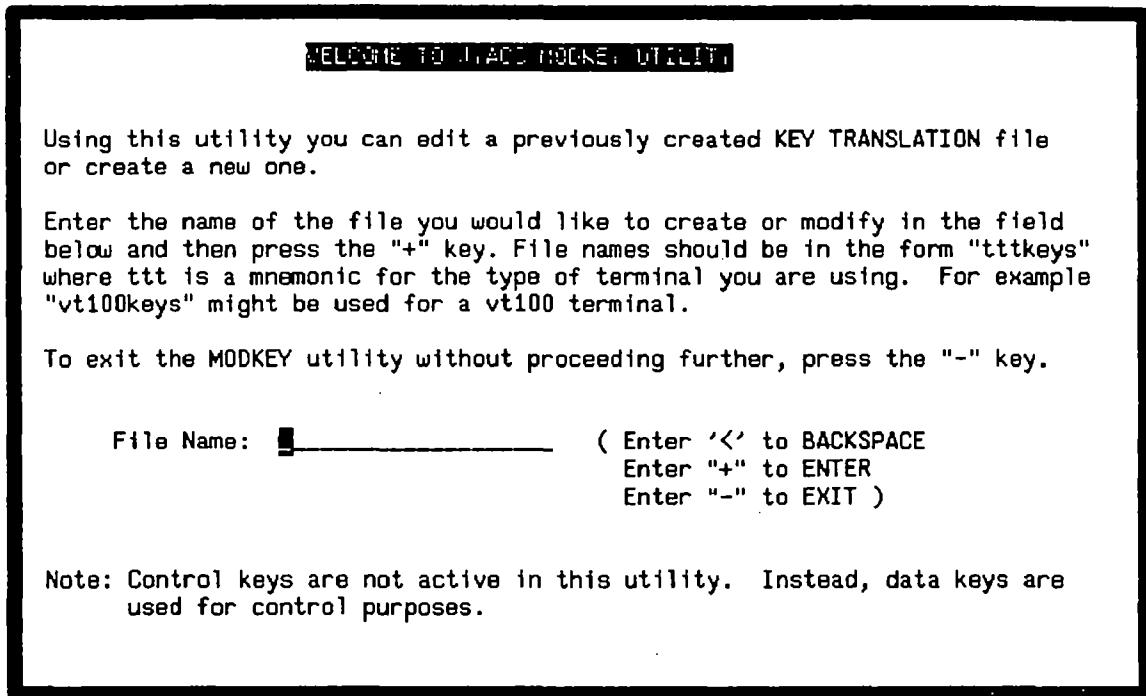 WELCOME TO MODKEY UTILITY
Using this utility you can edit a previously created KEY TRANSLATION file
or create a new one.
Enter the name of the file you would like to create or modify in the field
below and then press the "+" key. File names should be in the form "tttkeys"
where ttt is a mnemonic for the type of terminal you are using. For example
"vt100keys" might be used for a vt100 terminal.
To exit the MODKEY utility without proceeding further, press the "-" key.
File Name: ( Enter '<' to BACKSPACE
Enter "+" to ENTER
Enter "-" to EXIT )
Note: Control keys are not active in this utility. Instead, data keys are
used for control purposes.